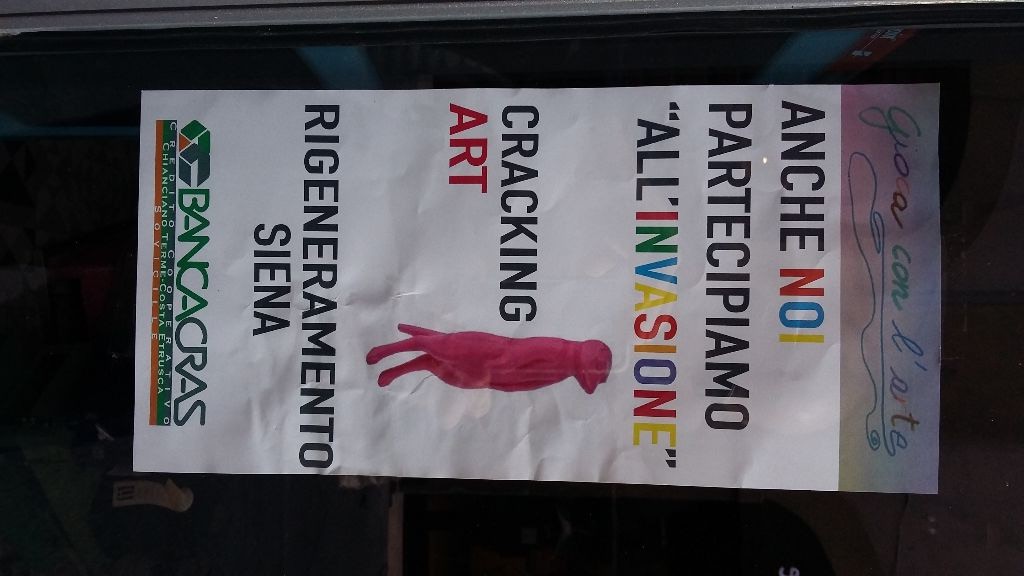 Giocar con l'arte
ANCHE NOI
PARTECIPIAMO
“ALL'INVASIONE”
CRACKING
ART
RIGENERAMENTO
SIENA
BANCACRAS
CREDITO COOPERATIVO
CHIANCIANO TERME-COSTA ETRUSCA
SOVICILLE